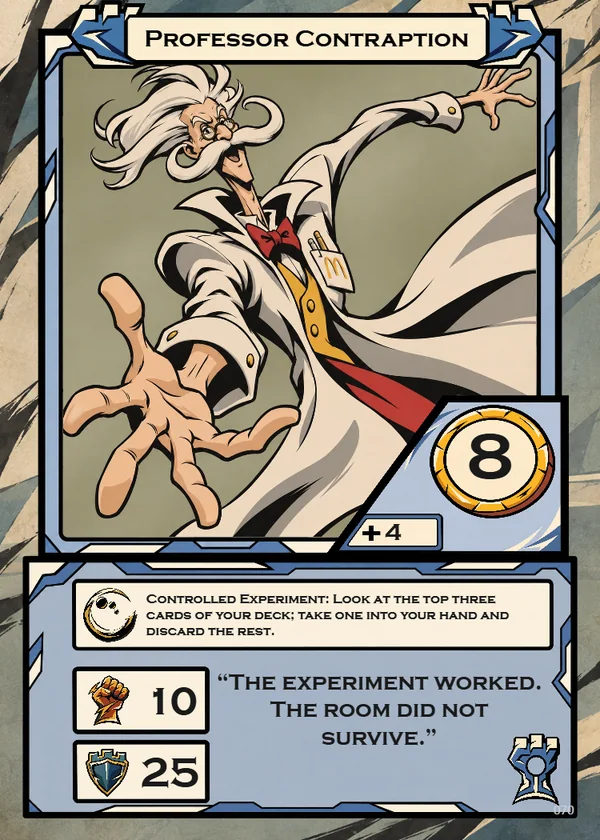 Professor Contraption
M
8
+4
Controlled Experiment: Look at the top three
cards of your deck; take one into your hand and
discard the rest.
10
“The experiment worked.
The room did not
survive.”
25
070